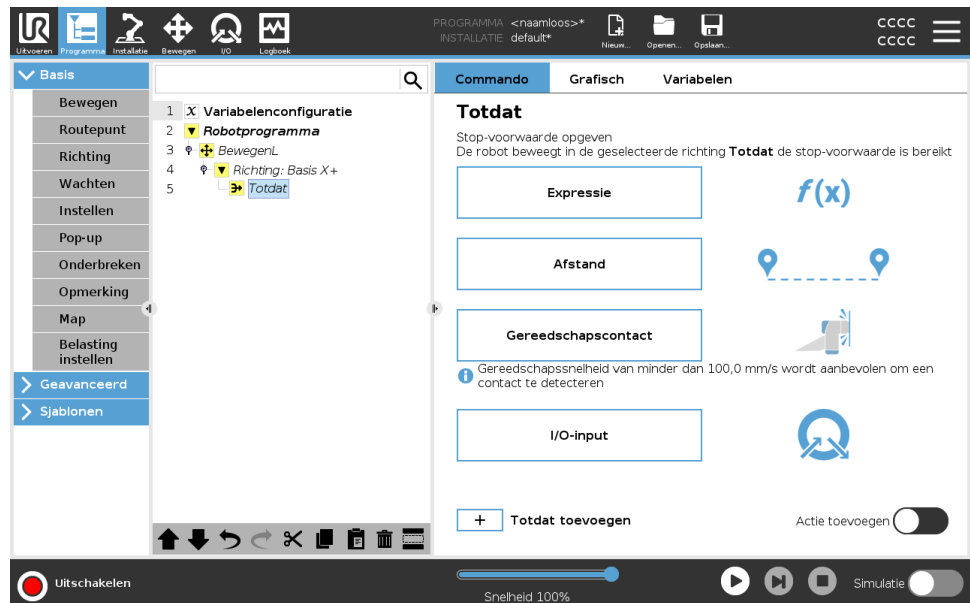 UR
PROGRAMMA <naamloos>*
INSTALLATIE default*
Uitvoeren Programma Installatie Bewegen I/O Logboek
Nieuw... Openen... Opslaan...
cccc
cccc
Basis
Bewegen
Routepunt
Richting
Wachten
Instellen
Pop-up
Onderbreken
Opmerking
Map
Belasting
instellen
Geavanceerd
Sjablonen
1 X Variabelenconfiguratie
2 Robotprogramma
3 BewegenL
4 Richting: Basis X+
5 Totdat
Commando Grafisch Variabelen
Totdat
Stop-voorwaarde opgeven
De robot beweegt in de geselecteerde richting Totdat de stop-voorwaarde is bereikt
Expressie
f(x)
Afstand
Gereedschapscontact
Gereedschapssnelheid van minder dan 100,0 mm/s wordt aanbevolen om een
contact te detecteren
I/O-input
+ Totdat toevoegen
Actie toevoegen
Uitschakelen
Snelheid 100%
Simulatie